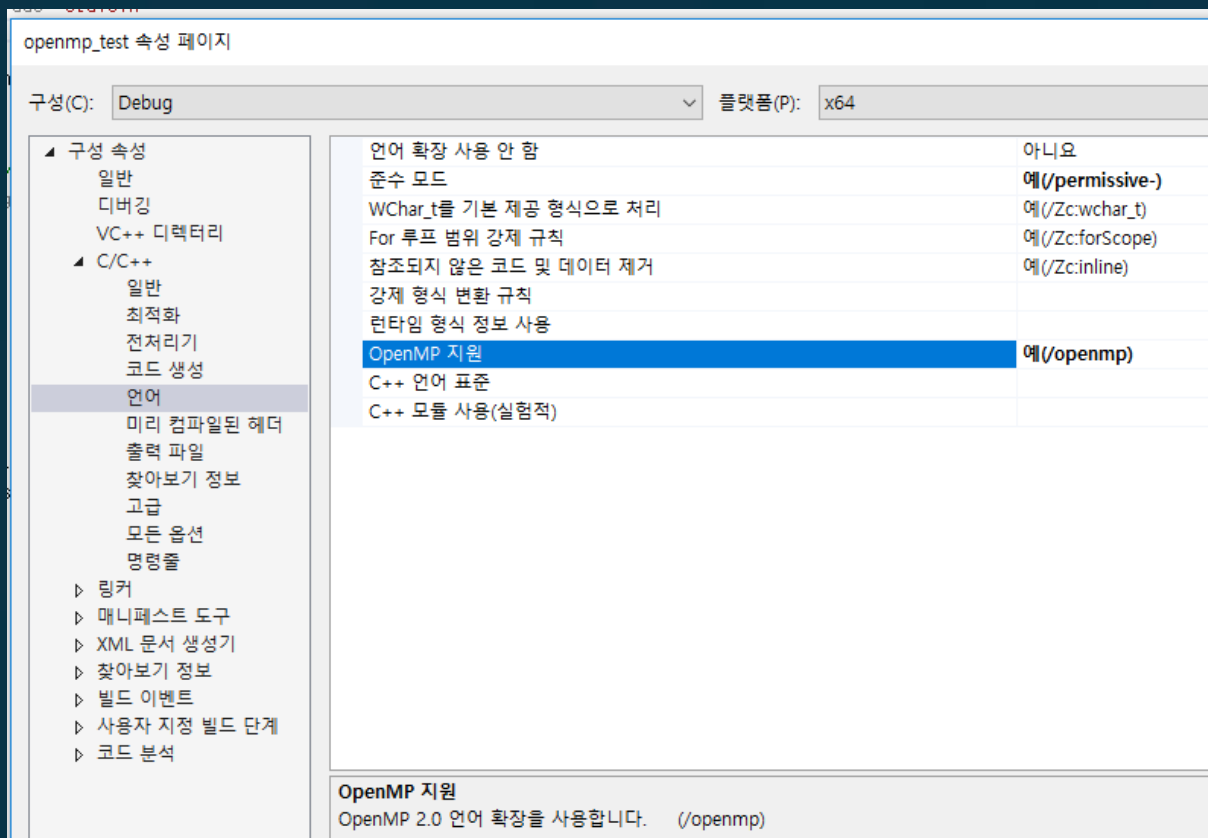 openmp_test 속성 페이지
구성(C): Debug 플랫폼(P): x64
구성 속성
일반
디버깅
VC++ 디렉터리
C/C++
일반
최적화
전처리기
코드 생성
언어
미리 컴파일된 헤더
출력 파일
찾아보기 정보
고급
모든 옵션
명령줄
링커
매니페스트 도구
XML 문서 생성기
찾아보기 정보
빌드 이벤트
사용자 지정 빌드 단계
코드 분석
언어 확장 사용 안 함 아니요
준수 모드 예(/permissive-)
WChar_t를 기본 제공 형식으로 처리 예(/Zc:wchar_t)
For 루프 범위 강제 규칙 예(/Zc:forScope)
참조되지 않은 코드 및 데이터 제거 예(/Zc:inline)
강제 형식 변환 규칙
런타임 형식 정보 사용
OpenMP 지원 예(/openmp)
C++ 언어 표준
C++ 모듈 사용(실험적)
OpenMP 지원
OpenMP 2.0 언어 확장을 사용합니다. (/openmp)